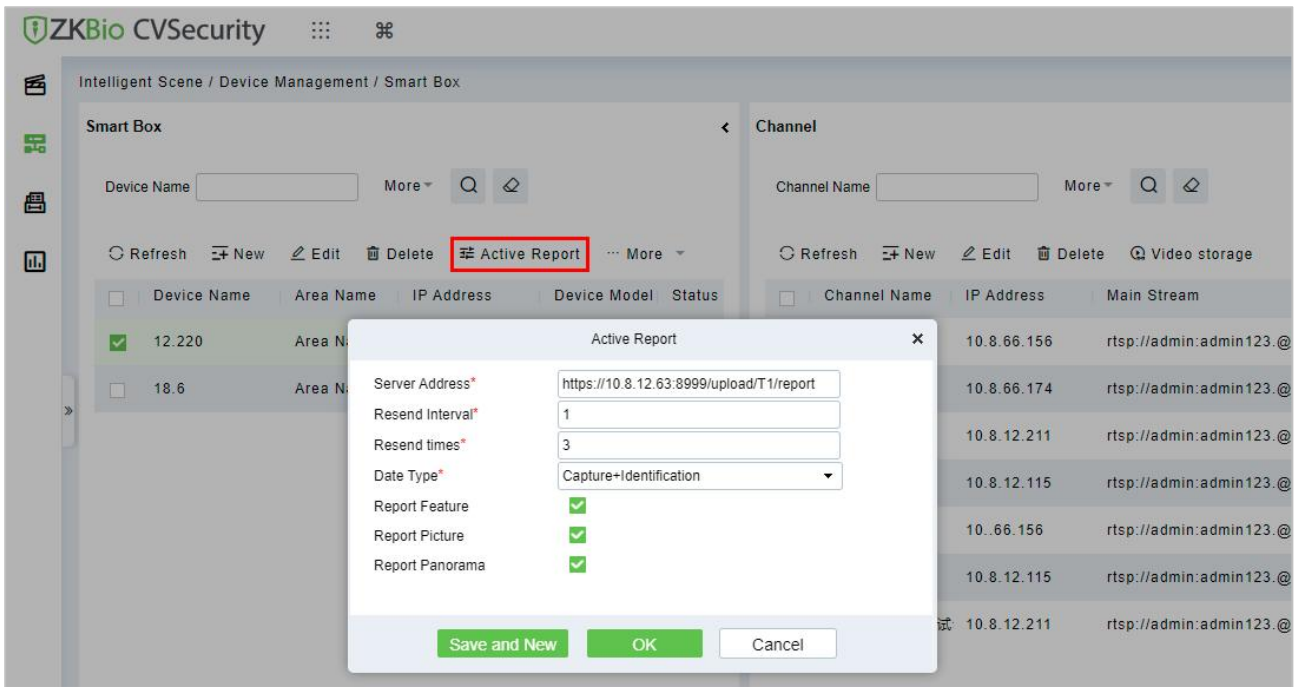 ZKBio CVSecurity
Intelligent Scene / Device Management / Smart Box
Smart Box
Channel
Device Name More
Channel Name More
Refresh New Edit Delete Active Report ··· More
Refresh New Edit Delete Video storage
Device Name Area Name IP Address Device Model Status
Channel Name IP Address Main Stream
12.220 Area N
18.6 Area N
Active Report
Server Address* https://10.8.12.63:8999/upload/T1/report
Resend Interval* 1
Resend times* 3
Date Type* Capture+Identification
Report Feature
Report Picture
Report Panorama
Save and New OK Cancel
10.8.66.156 rtsp://admin:admin123.@
10.8.66.174 rtsp://admin:admin123.@
10.8.12.211 rtsp://admin:admin123.@
10.8.12.115 rtsp://admin:admin123.@
10..66.156 rtsp://admin:admin123.@
10.8.12.115 rtsp://admin:admin123.@
试 10.8.12.211 rtsp://admin:admin123.@